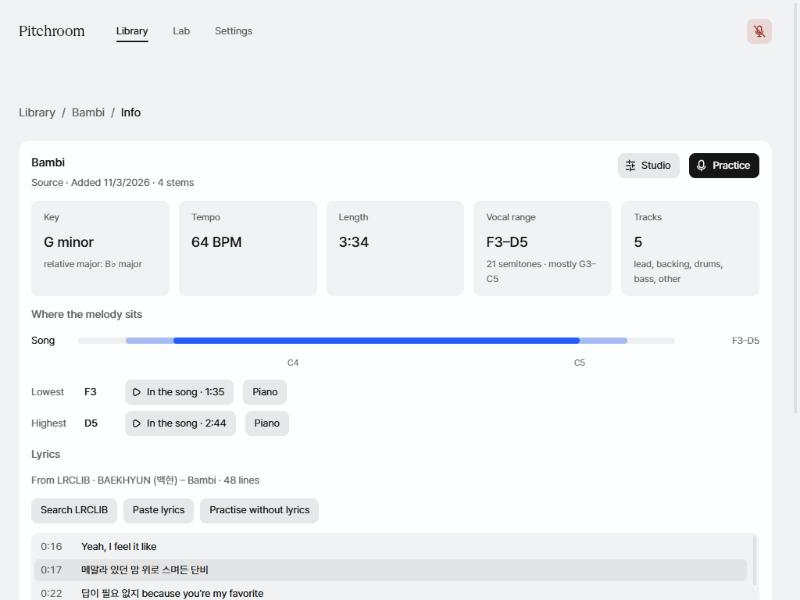 Pitchroom
Library
Lab
Settings
Library / Bambi / Info
Bambi
Source · Added 11/3/2026 · 4 stems
Studio
Practice
Key
G minor
relative major: B♭ major
Tempo
64 BPM
Length
3:34
Vocal range
F3–D5
21 semitones · mostly G3–
C5
Tracks
5
lead, backing, drums,
bass, other
Where the melody sits
Song
F3–D5
C4
C5
Lowest F3 In the song · 1:35 Piano
Highest D5 In the song · 2:44 Piano
Lyrics
From LRCLIB · BAEKHYUN (백현) – Bambi · 48 lines
Search LRCLIB
Paste lyrics
Practise without lyrics
0:16 Yeah, I feel it like
0:17 메말라 있던 맘 위로 스며든 단비
0:22 답이 필요 없지 because you're my favorite